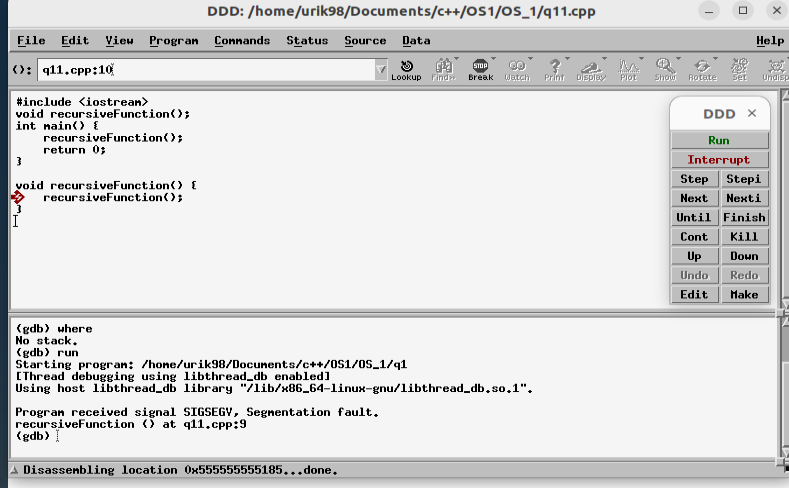 DDD: /home/urik98/Documents/c++/OS1/OS_1/q11.cpp
File Edit View Program Commands Status Source Data Help
(): q11.cpp:10
Lookup Find» Break Watch Print Display Plot Show Rotate Set Undisp
#include <iostream>
void recursiveFunction();
int main() {
    recursiveFunction();
    return 0;
}
void recursiveFunction() {
    recursiveFunction();
}
DDD
Run
Interrupt
Step Stepi
Next Nexti
Until Finish
Cont Kill
Up Down
Undo Redo
Edit Make
(gdb) where
No stack.
(gdb) run
Starting program: /home/urik98/Documents/c++/OS1/OS_1/q1
[Thread debugging using libthread_db enabled]
Using host libthread_db library "/lib/x86_64-linux-gnu/libthread_db.so.1".
Program received signal SIGSEGV, Segmentation fault.
recursiveFunction () at q11.cpp:9
(gdb)
Disassembling location 0x555555555185...done.